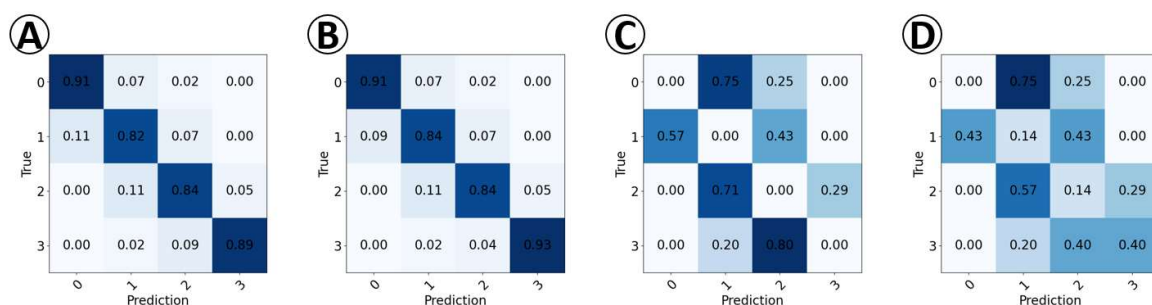 A B C D
0 0.91 0.07 0.02 0.00 0 0.91 0.07 0.02 0.00 0 0.00 0.75 0.25 0.00 0 0.00 0.75 0.25 0.00
1 0.11 0.82 0.07 0.00 1 0.09 0.84 0.07 0.00 1 0.57 0.00 0.43 0.00 1 0.43 0.14 0.43 0.00
True True True True
2 0.00 0.11 0.84 0.05 2 0.00 0.11 0.84 0.05 2 0.00 0.71 0.00 0.29 2 0.00 0.57 0.14 0.29
3 0.00 0.02 0.09 0.89 3 0.00 0.02 0.04 0.93 3 0.00 0.20 0.80 0.00 3 0.00 0.20 0.40 0.40
0 1 2 3 0 1 2 3 0 1 2 3 0 1 2 3
Prediction Prediction Prediction Prediction